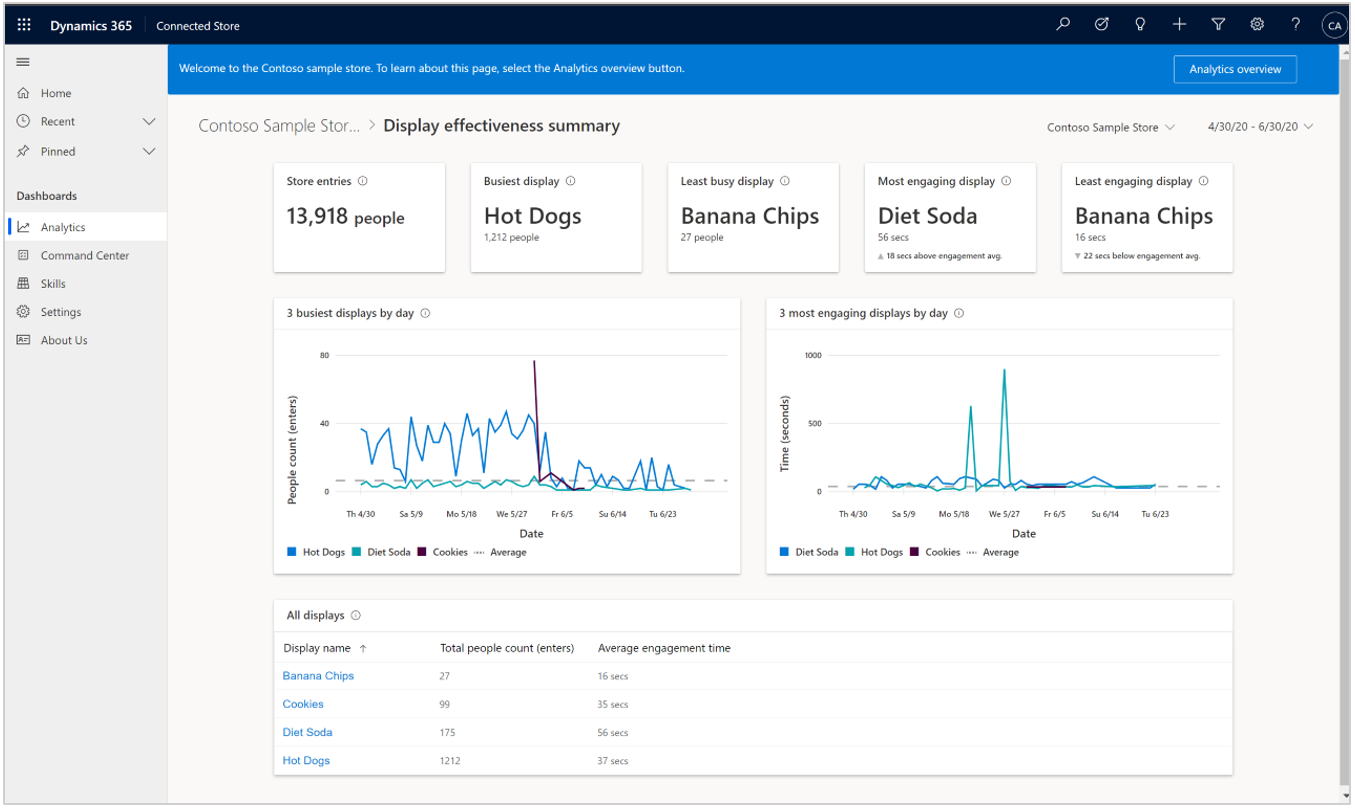 Dynamics 365 Connected Store ? CA
Welcome to the Contoso sample store. To learn about this page, select the Analytics overview button. Analytics overview
Home
Recent
Pinned
Dashboards
Analytics
Command Center
Skills
Settings
About Us
Contoso Sample Stor... > Display effectiveness summary
Contoso Sample Store 4/30/20 - 6/30/20
Store entries
13,918 people
Busiest display
Hot Dogs
1,212 people
Least busy display
Banana Chips
27 people
Most engaging display
Diet Soda
56 secs
18 secs above engagement avg.
Least engaging display
Banana Chips
16 secs
22 secs below engagement avg.
3 busiest displays by day
People count (enters)
80
40
0
Th 4/30 Sa 5/9 Mo 5/18 We 5/27 Fr 6/5 Su 6/14 Tu 6/23
Date
Hot Dogs Diet Soda Cookies Average
3 most engaging displays by day
Time (seconds)
1000
500
0
Th 4/30 Sa 5/9 Mo 5/18 We 5/27 Fr 6/5 Su 6/14 Tu 6/23
Date
Diet Soda Hot Dogs Cookies Average
All displays
Display name ↑ Total people count (enters) Average engagement time
Banana Chips 27 16 secs
Cookies 99 35 secs
Diet Soda 175 56 secs
Hot Dogs 1212 37 secs